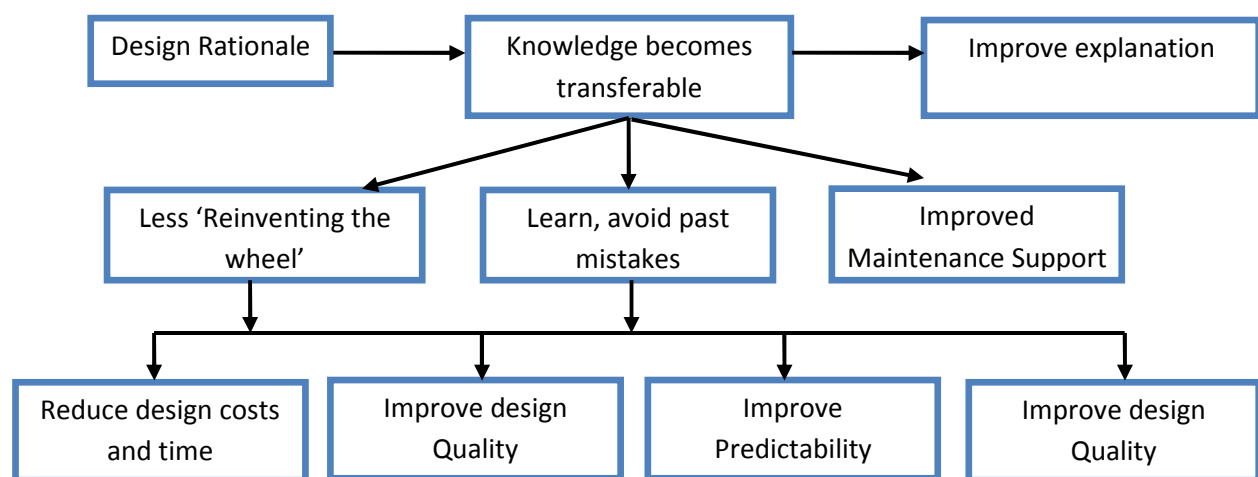 Design Rationale
Knowledge becomes
transferable
Improve explanation
Less ‘Reinventing the
wheel’
Learn, avoid past
mistakes
Improved
Maintenance Support
Reduce design costs
and time
Improve design
Quality
Improve
Predictability
Improve design
Quality